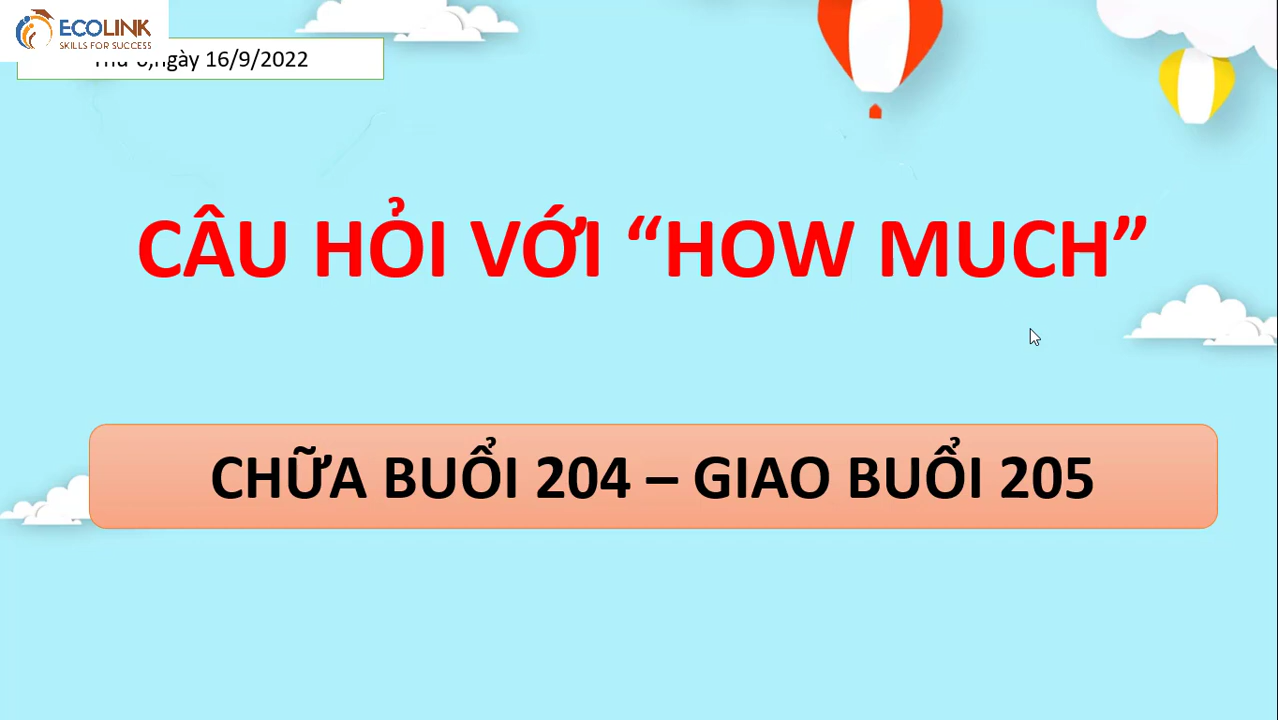 ECOLINK
SKILLS FOR SUCCESS
ngày 16/9/2022
CÂU HỎI VỚI “HOW MUCH”
CHỮA BUỔI 204 – GIAO BUỔI 205